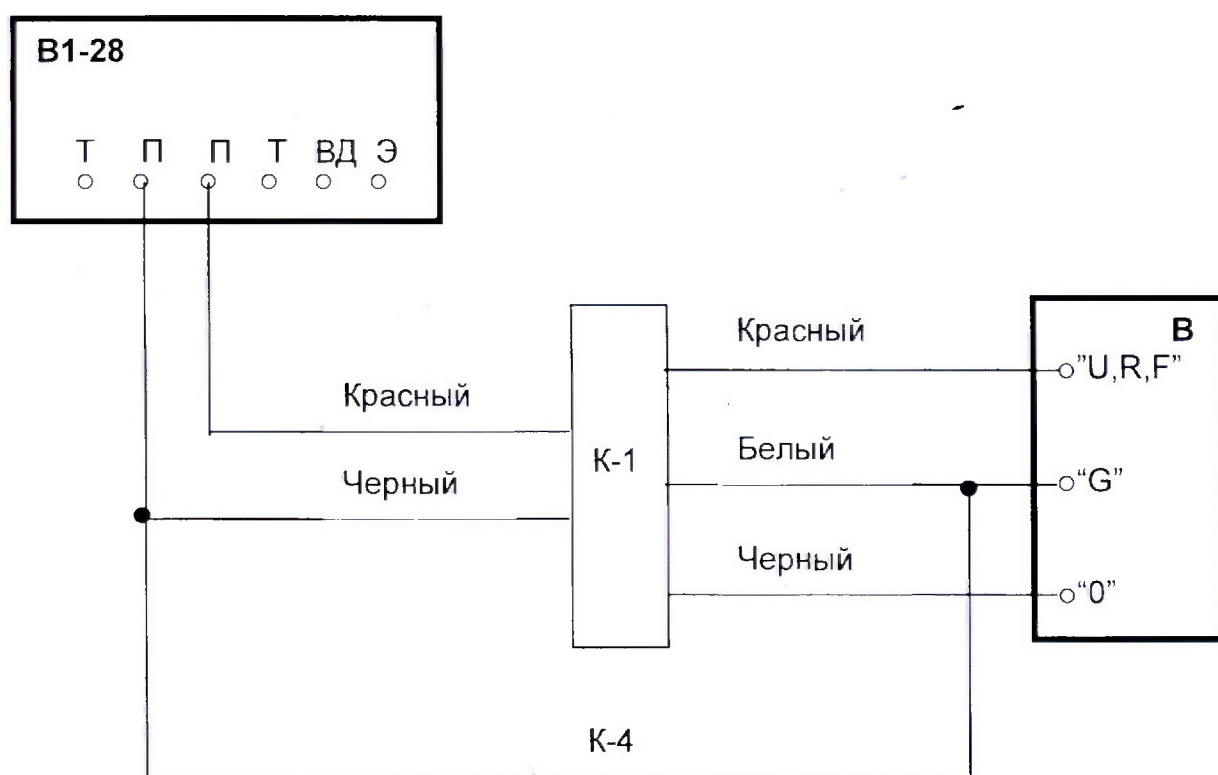 В1-28
Т П П Т ВД Э
Красный
В
"U,R,F"
Красный
Белый
К-1
"G"
Черный
Черный
"0"
К-4